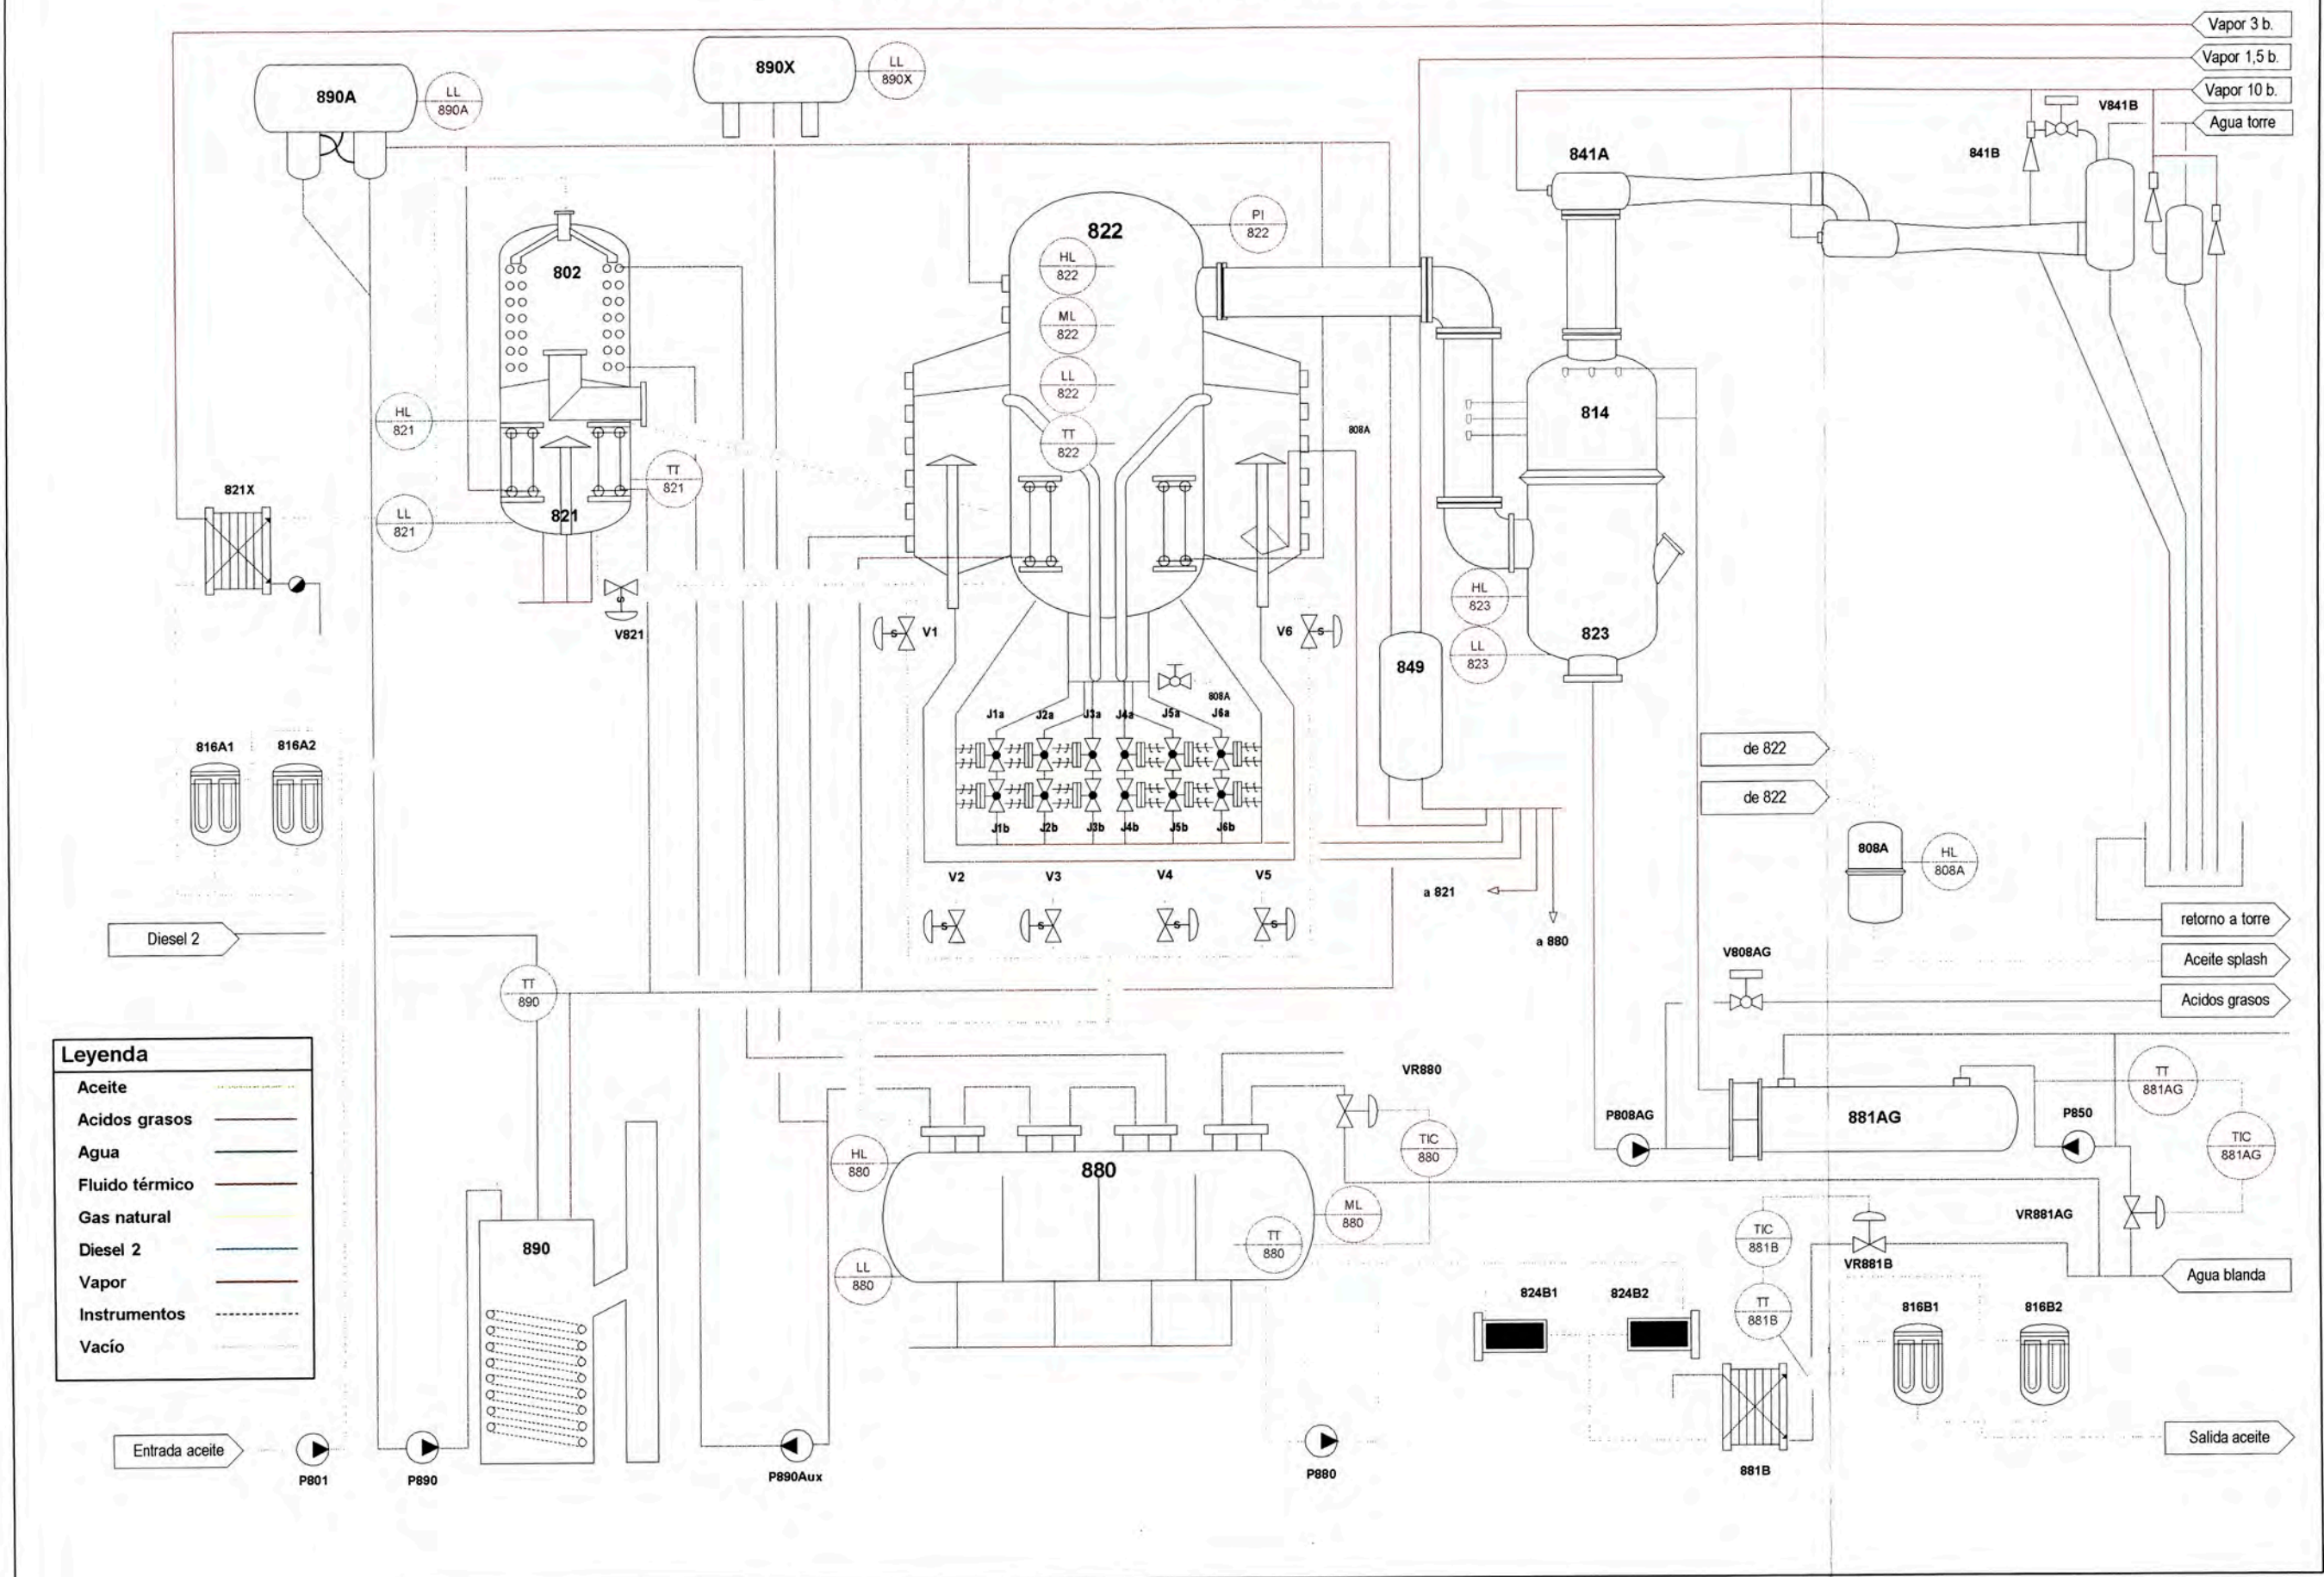 Vapor 3 b.
Vapor 1,5 b.
Vapor 10 b.
Agua torre
890A
LL
890A
890X
LL
890X
V841B
841B
841A
802
822
PI
822
HL
822
ML
822
LL
822
TT
822
HL
821
LL
821
TT
821
821
V821
821X
808A
814
823
HL
823
LL
823
V1
V6
849
808A
J1a
J2a
J3a
J4a
J5a
J6a
J1b
J2b
J3b
J4b
J5b
J6b
V2
V3
V4
V5
a 821
a 880
816A1
816A2
de 822
de 822
808A
HL
808A
Diesel 2
TT
890
retorno a torre
Aceite splash
Acidos grasos
V808AG
Leyenda
Aceite
Acidos grasos
Agua
Fluido térmico
Gas natural
Diesel 2
Vapor
Instrumentos
Vacío
890
VR880
TIC
880
HL
880
880
ML
880
TT
880
LL
880
P808AG
881AG
P850
TT
881AG
TIC
881AG
VR881AG
TIC
881B
VR881B
TT
881B
Agua blanda
824B1
824B2
816B1
816B2
881B
Salida aceite
Entrada aceite
P801
P890
P890Aux
P880
S
S
S
S
S
S
S